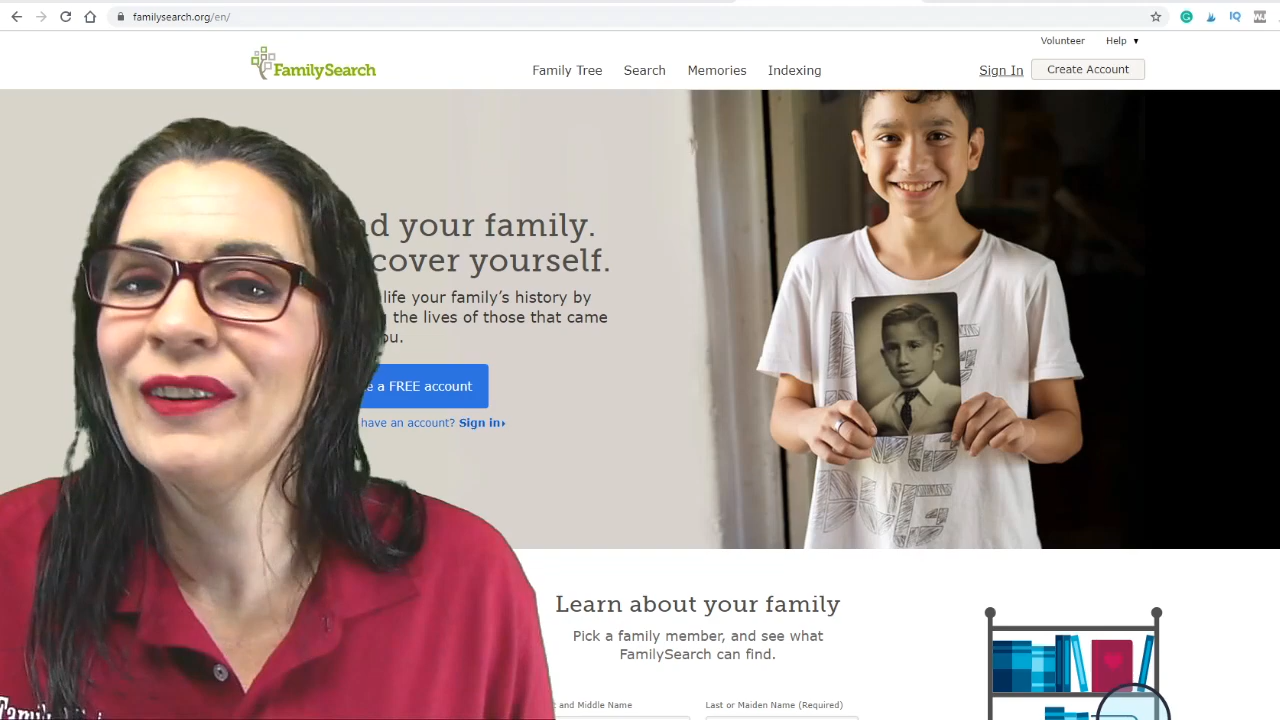 familysearch.org/en/
Volunteer Help
FamilySearch
Family Tree Search Memories Indexing Sign In Create Account
your family.
yourself.
life your family's history by
the lives of those that came
a FREE account
have an account? Sign in
Learn about your family
Pick a family member, and see what
FamilySearch can find.
and Middle Name Last or Maiden Name (Required)